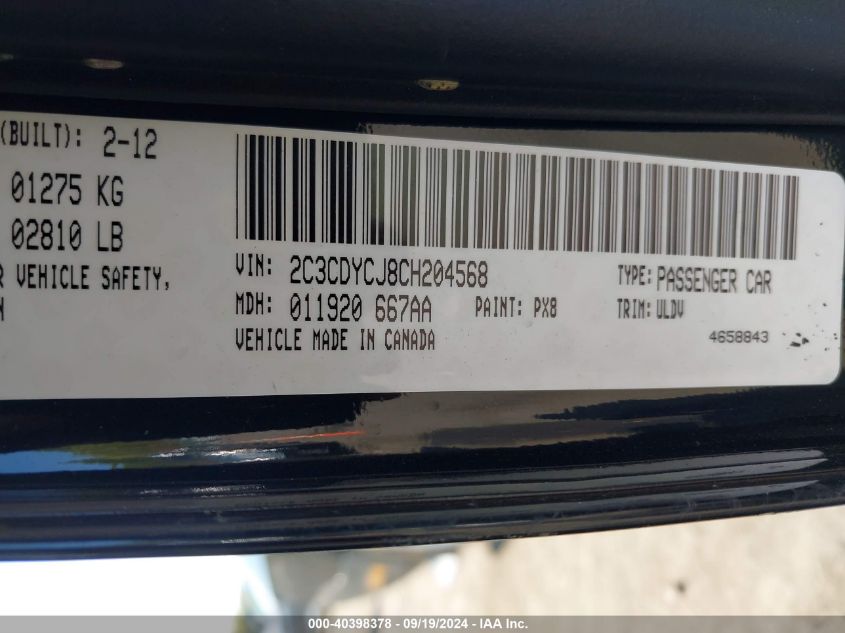 (BUILT): 2-12
01275 KG
02810 LB
VEHICLE SAFETY,
VIN: 2C3CDYCJ8CH204568 TYPE: PASSENGER CAR
MDH: 011920 667AA PAINT: PX8 TRIM: ULDV
VEHICLE MADE IN CANADA 4658843
000-40398378 - 09/19/2024 - IAA Inc.